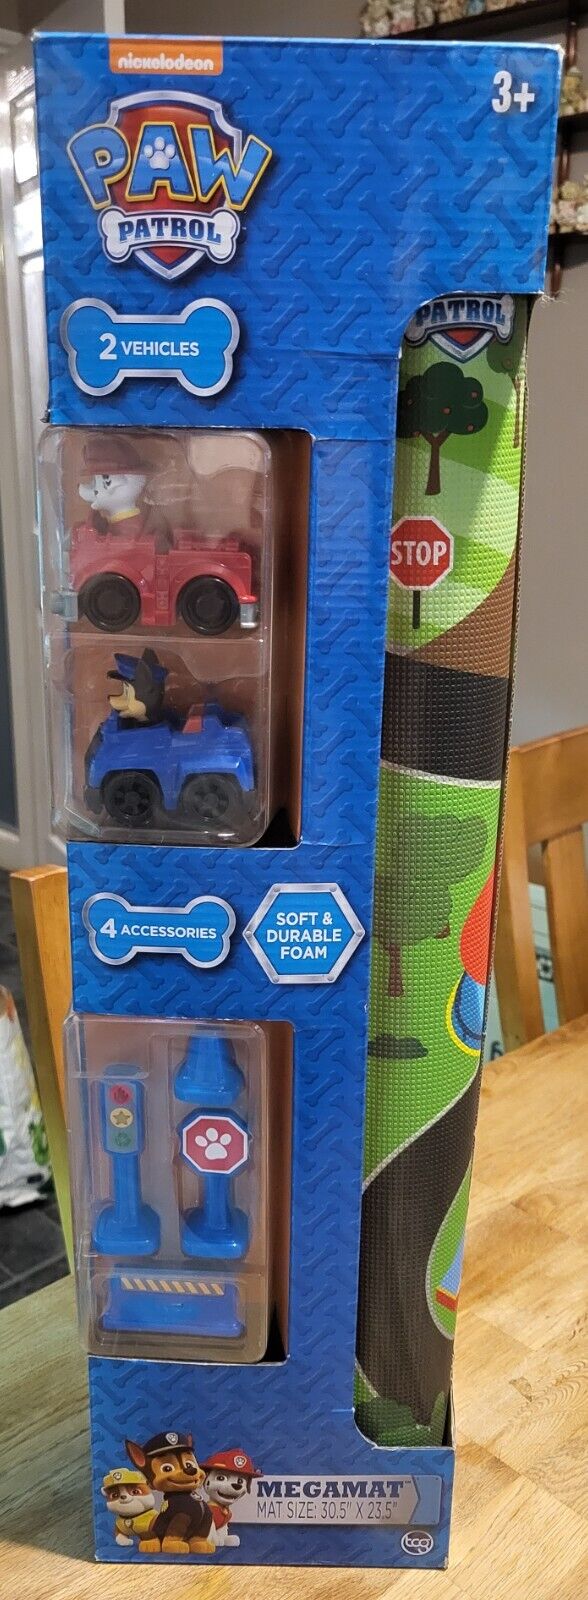 nickelodeon
3+
PAW
PATROL
2 VEHICLES
PATROL
STOP
4 ACCESSORIES
SOFT &
DURABLE
FOAM
MEGAMAT™
MAT SIZE: 30.5" X 23.5"
tcg